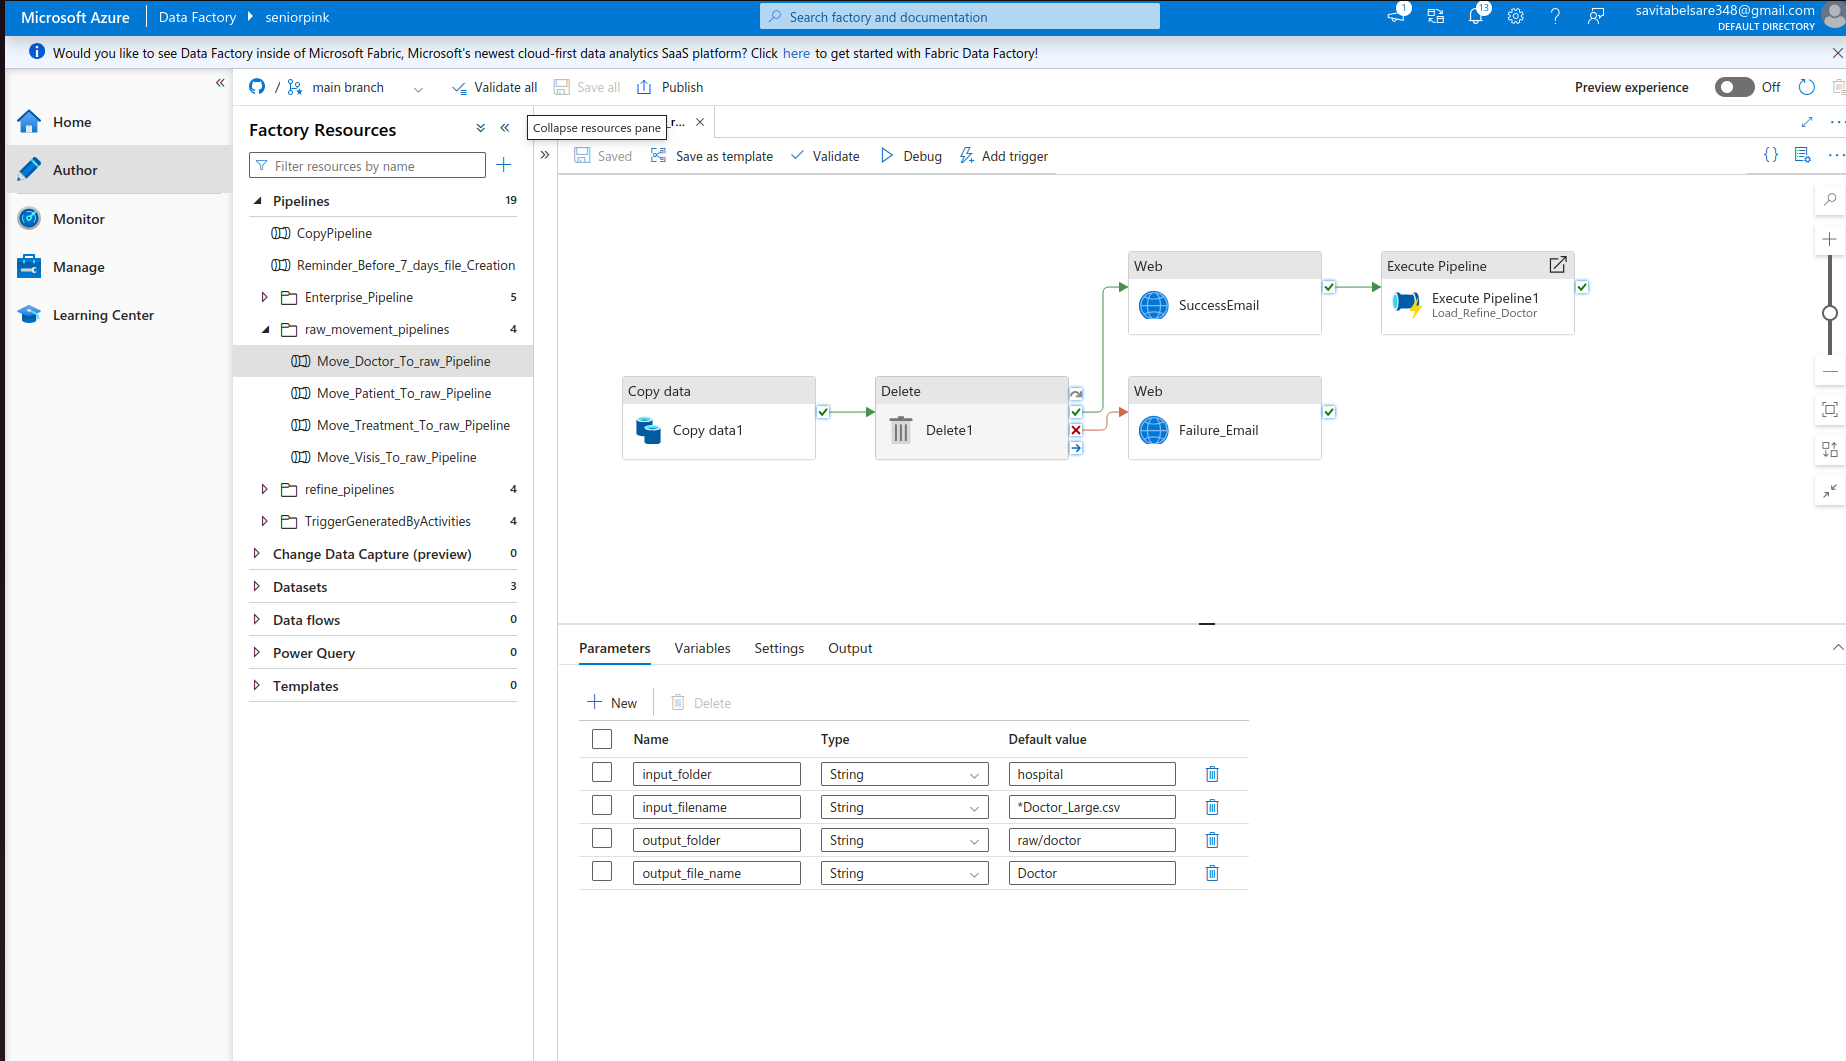 Microsoft Azure
Data Factory
seniorpink
Search factory and documentation
1
13
savitabelsare348@gmail.com
DEFAULT DIRECTORY
Would you like to see Data Factory inside of Microsoft Fabric, Microsoft's newest cloud-first data analytics SaaS platform? Click here to get started with Fabric Data Factory!
/ main branch
Validate all
Save all
Publish
Preview experience
Off
Home
Author
Monitor
Manage
Learning Center
Factory Resources
Filter resources by name
Pipelines 19
CopyPipeline
Reminder_Before_7_days_file_Creation
Enterprise_Pipeline 5
raw_movement_pipelines 4
Move_Doctor_To_raw_Pipeline
Move_Patient_To_raw_Pipeline
Move_Treatment_To_raw_Pipeline
Move_Visis_To_raw_Pipeline
refine_pipelines 4
TriggerGeneratedByActivities 4
Change Data Capture (preview) 0
Datasets 3
Data flows 0
Power Query 0
Templates 0
Collapse resources pane
_r...
Saved
Save as template
Validate
Debug
Add trigger
{}
Web
SuccessEmail
Execute Pipeline
Execute Pipeline1
Load_Refine_Doctor
Copy data
Copy data1
Delete
Delete1
Web
Failure_Email
Parameters
Variables
Settings
Output
New
Delete
Name Type Default value
input_folder String hospital
input_filename String *Doctor_Large.csv
output_folder String raw/doctor
output_file_name String Doctor